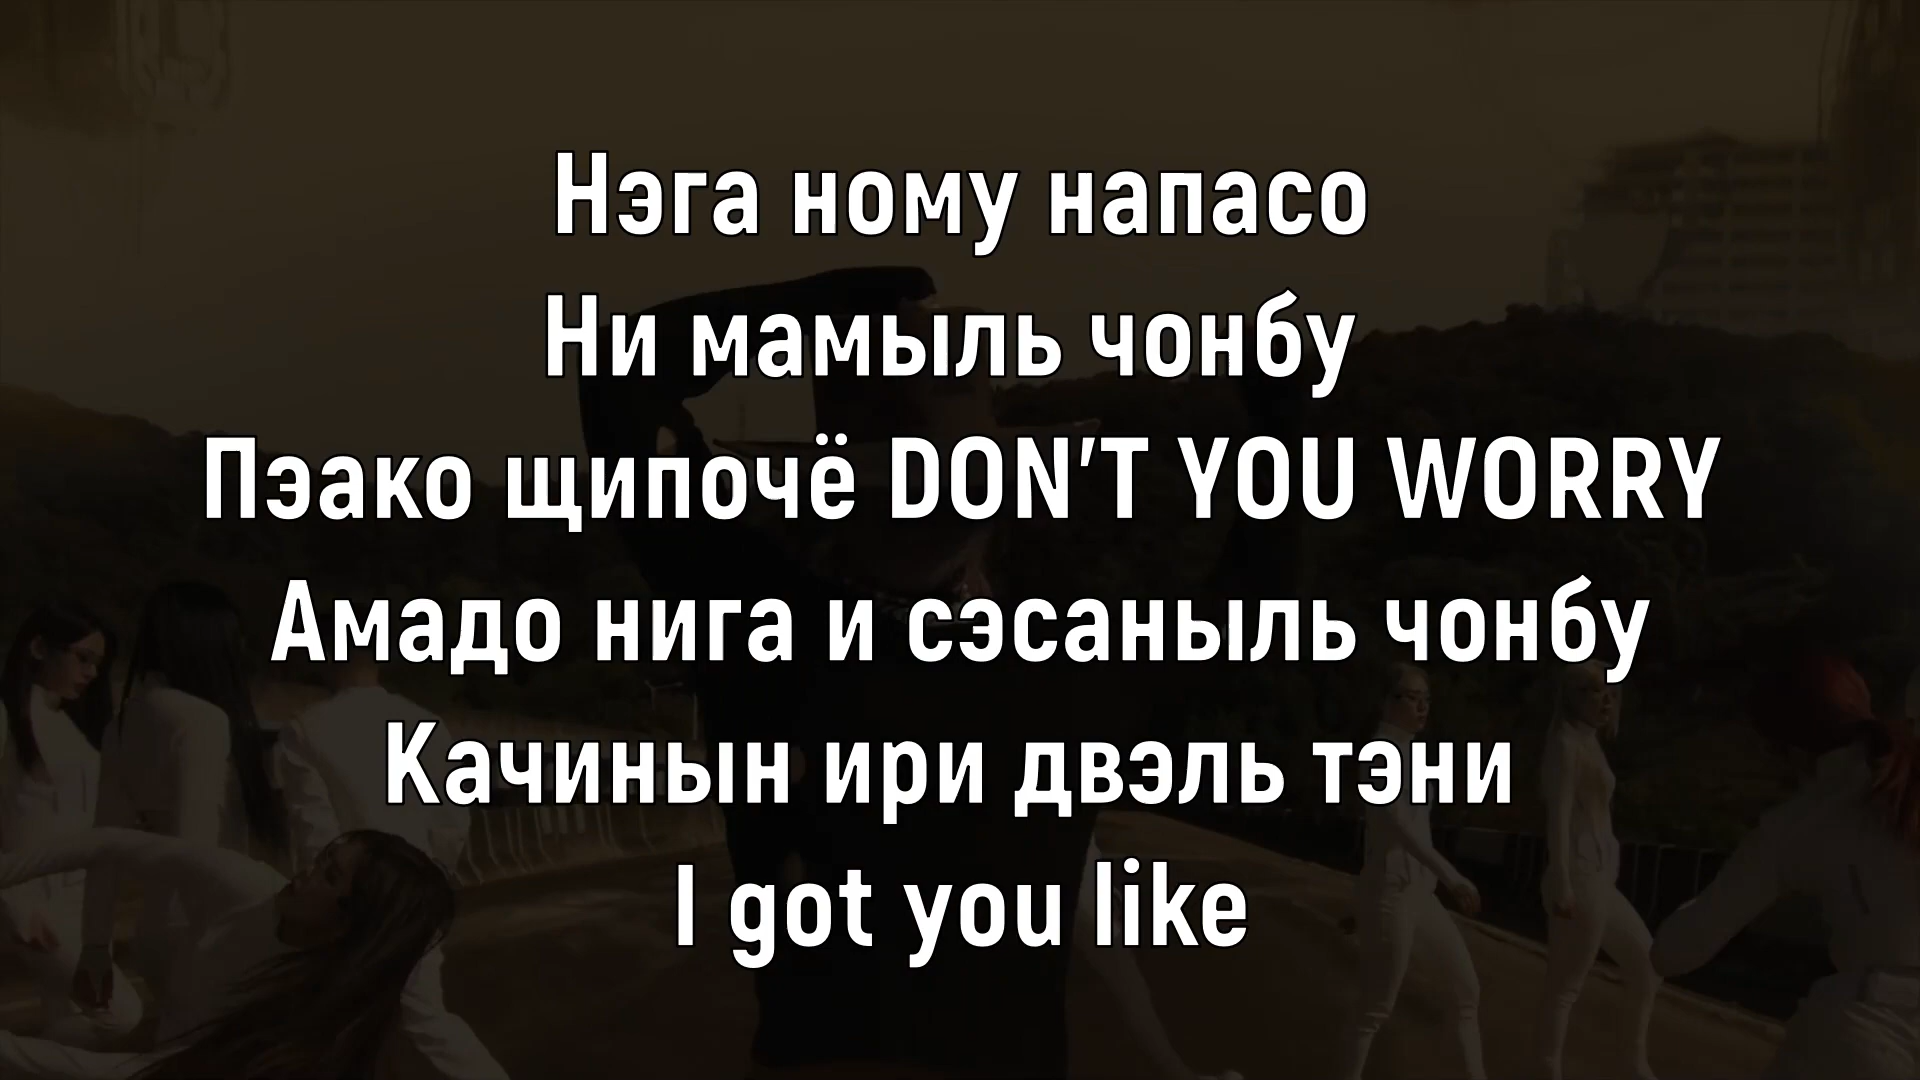 Нэга ному напасо
Ни мамыль чонбу
Пэако щипочё DON'T YOU WORRY
Амадо нига и сэсаныль чонбу
Качинын ири двэль тэни
I got you like